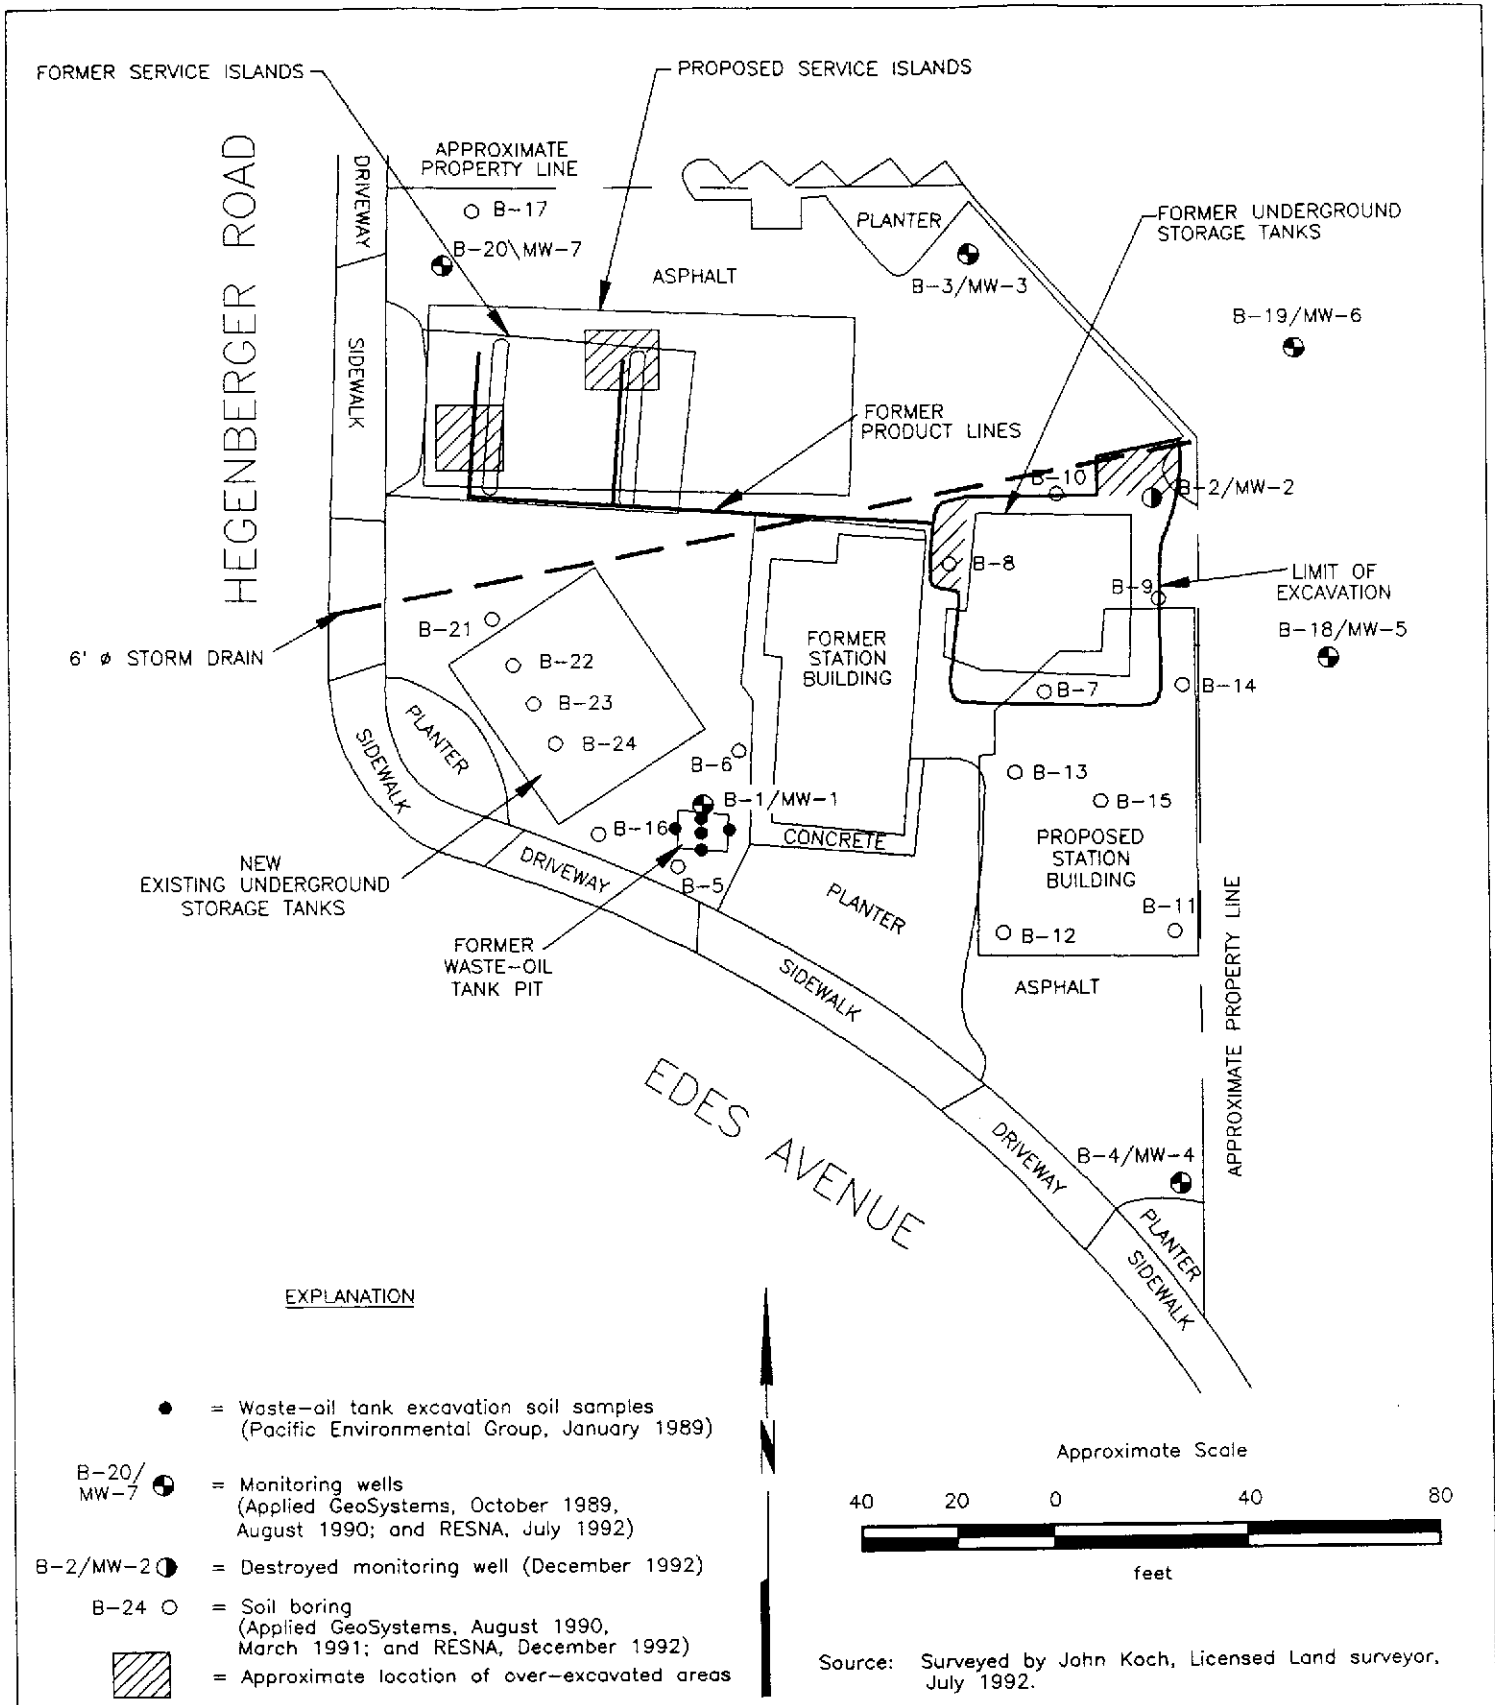 FORMER SERVICE ISLANDS
PROPOSED SERVICE ISLANDS
HEGENBERGER ROAD
DRIVEWAY
APPROXIMATE
PROPERTY LINE
B-17
B-20\MW-7
ASPHALT
PLANTER
B-3/MW-3
FORMER UNDERGROUND
STORAGE TANKS
B-19/MW-6
SIDEWALK
FORMER
PRODUCT LINES
B-10
B-2/MW-2
B-8
B-9
LIMIT OF
EXCAVATION
B-18/MW-5
B-21
6' ø STORM DRAIN
B-22
B-23
B-24
FORMER
STATION
BUILDING
B-7
B-14
SIDEWALK
PLANTER
B-6
B-13
B-1/MW-1
B-15
B-16
CONCRETE
PROPOSED
STATION
BUILDING
NEW
EXISTING UNDERGROUND
STORAGE TANKS
DRIVEWAY
B-5
PLANTER
B-11
B-12
FORMER
WASTE-OIL
TANK PIT
SIDEWALK
ASPHALT
APPROXIMATE PROPERTY LINE
EDES AVENUE
DRIVEWAY
B-4/MW-4
PLANTER
SIDEWALK
EXPLANATION
= Waste-oil tank excavation soil samples
(Pacific Environmental Group, January 1989)
B-20/
MW-7
= Monitoring wells
(Applied GeoSystems, October 1989,
August 1990; and RESNA, July 1992)
B-2/MW-2
= Destroyed monitoring well (December 1992)
B-24
= Soil boring
(Applied GeoSystems, August 1990,
March 1991; and RESNA, December 1992)
= Approximate location of over-excavated areas
N
Approximate Scale
40 20 0 40 80
feet
Source: Surveyed by John Koch, Licensed Land surveyor,
July 1992.